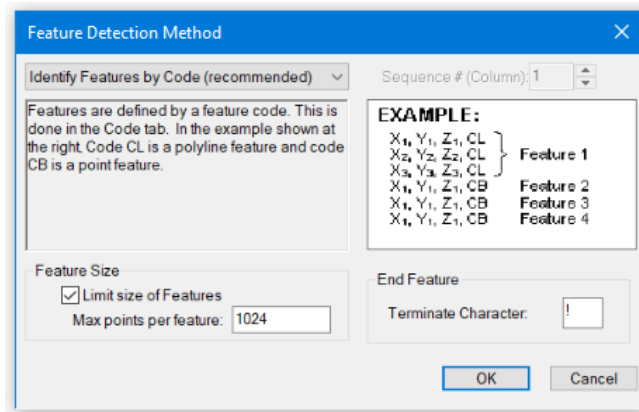 Feature Detection Method
Identify Features by Code (recommended)
Sequence # (Column): 1
Features are defined by a feature code. This is
done in the Code tab. In the example shown at
the right, Code CL is a polyline feature and code
CB is a point feature.
EXAMPLE:
X₁, Y₁, Z₁, CL
X₂, Y₂, Z₂, CL
Feature 1
X₃, Y₃, Z₃, CL
X₁, Y₁, Z₁, CB Feature 2
X₁, Y₁, Z₁, CB Feature 3
X₁, Y₁, Z₁, CB Feature 4
Feature Size
Limit size of Features
Max points per feature: 1024
End Feature
Terminate Character: !
OK Cancel